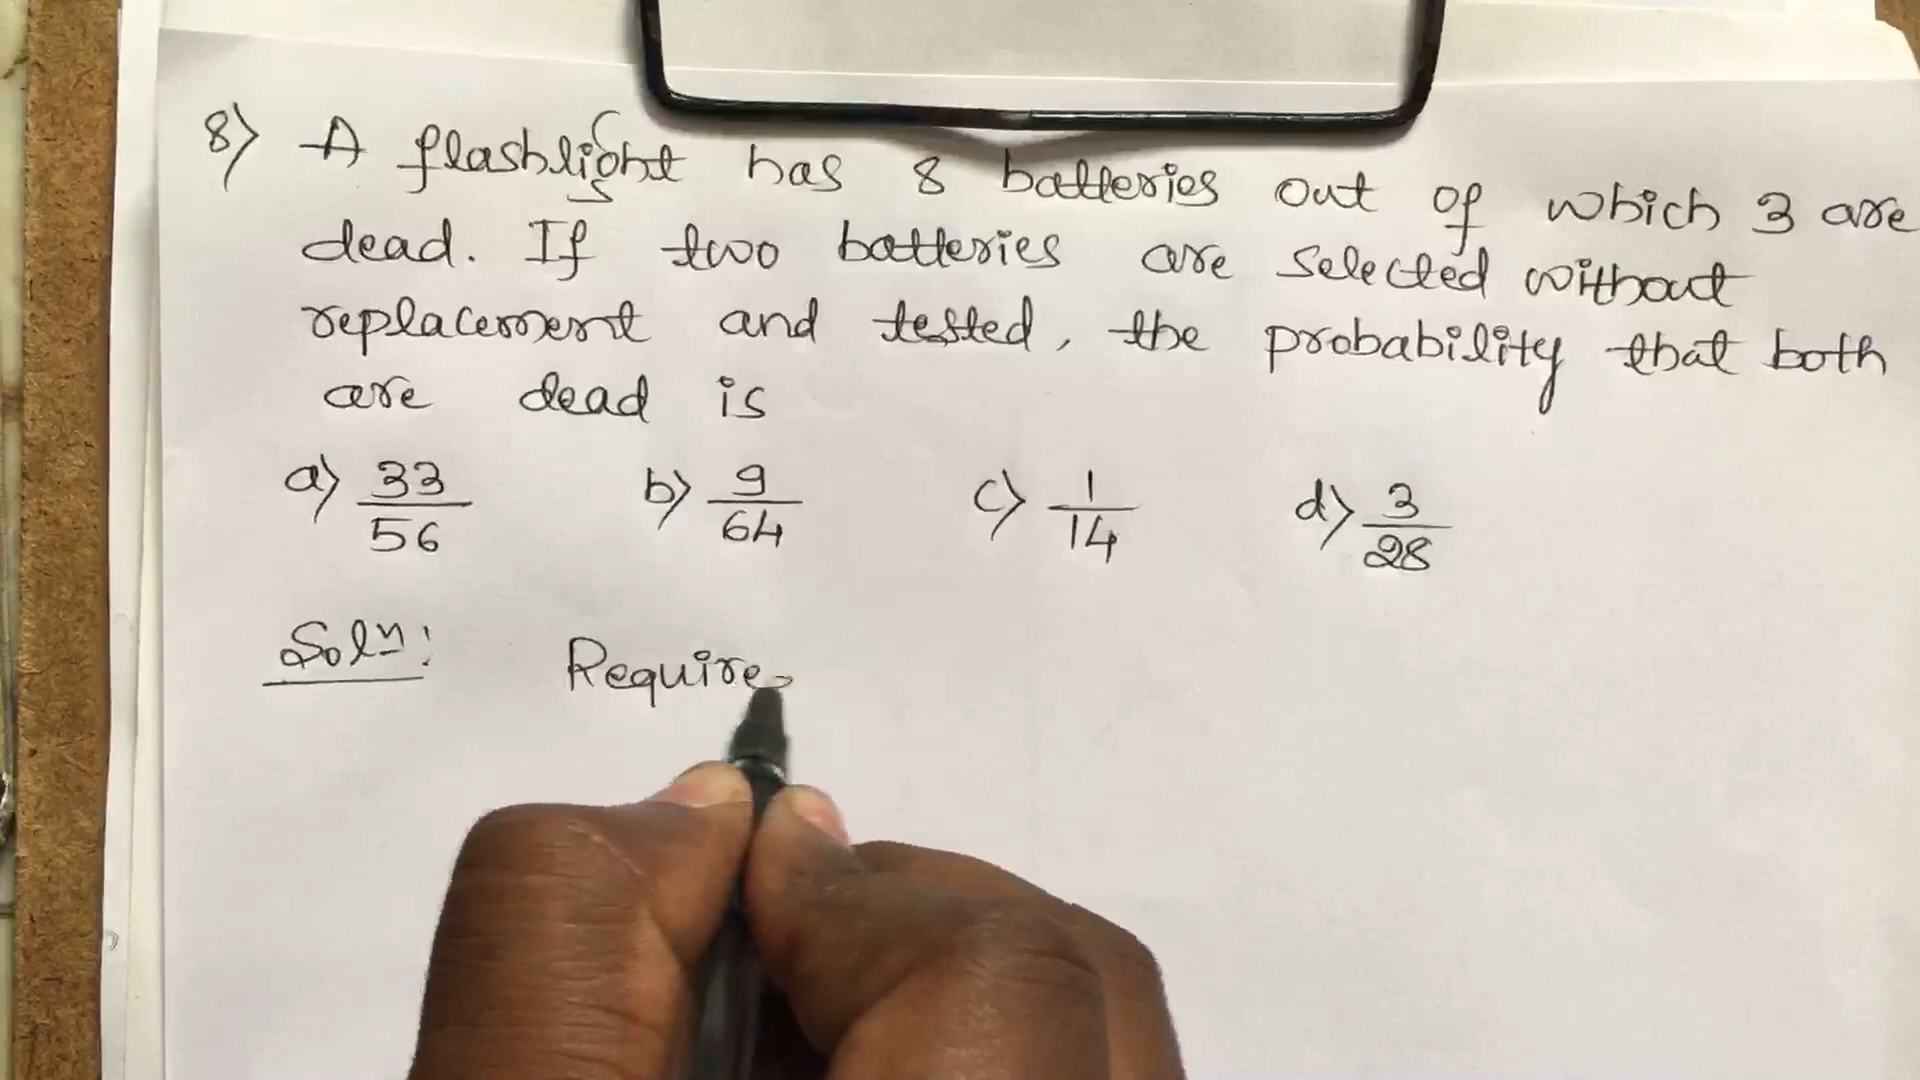 8) A flashlight has 8 batteries out of which 3 are
dead. If two batteries are selected without
replacement and tested, the probability that both
are dead is
a) 33/56 b) 9/64 c) 1/14 d) 3/28
Soln: Require